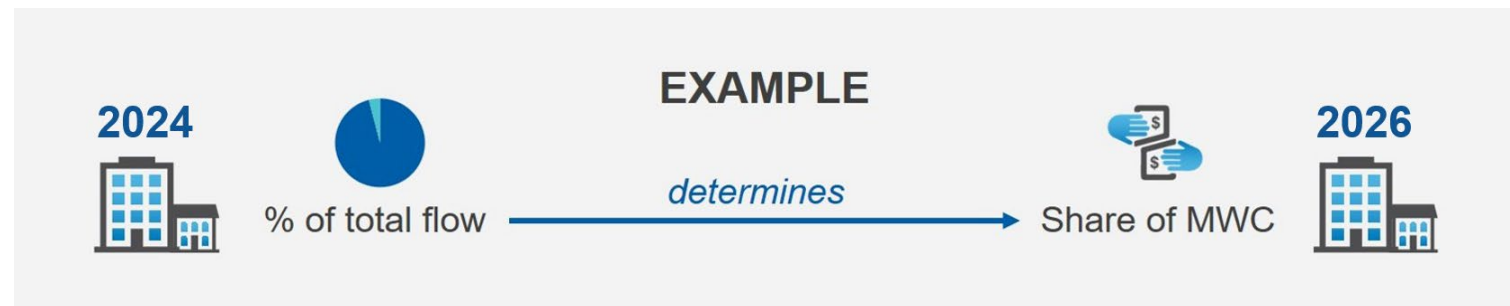 EXAMPLE
2024
2026
determines
% of total flow
Share of MWC
$
$